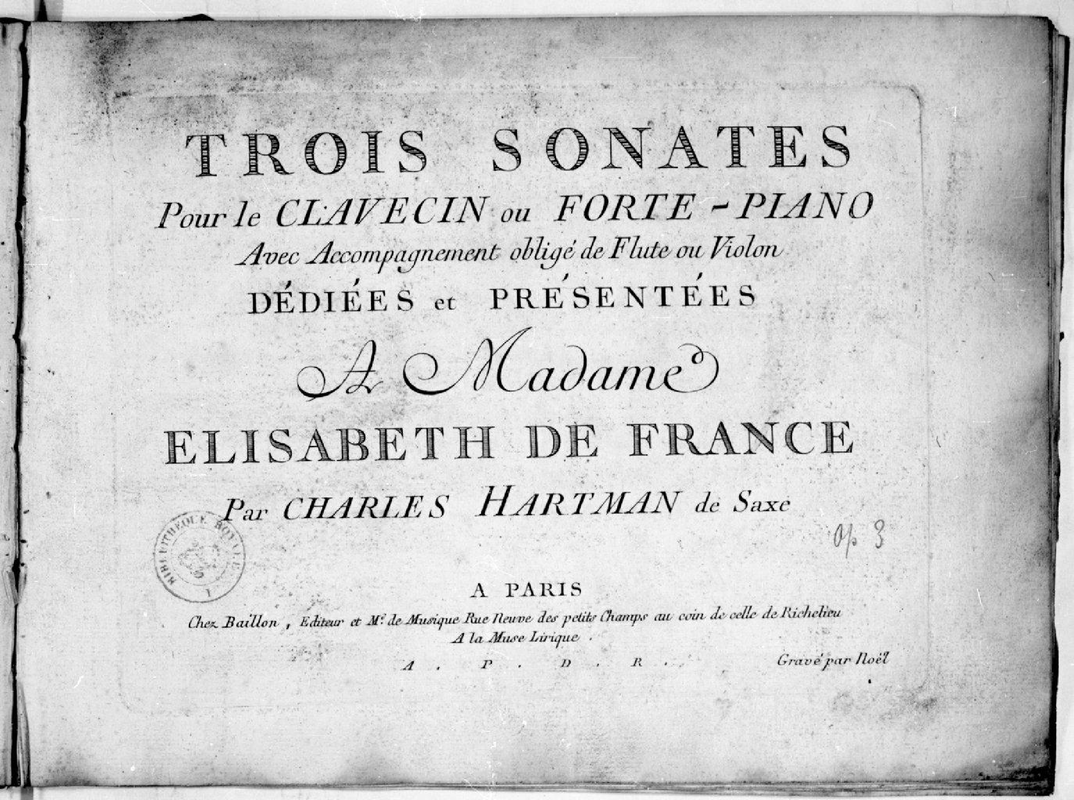 TROIS SONATES
Pour le CLAVECIN ou FORTE-PIANO
Avec Accompagnement obligé de Flute ou Violon
DÉDIÉES et PRÉSENTÉES
A Madame
ELISABETH DE FRANCE
Par CHARLES HARTMAN de Saxe
BIBLIOTHEQUE ROYALE
Op 3
A PARIS
Chez Baillon, Editeur et Md. de Musique Rue Neuve des petits Champs au coin de celle de Richelieu
A la Muse Lirique.
A. P. D. R.
Gravé par Noël